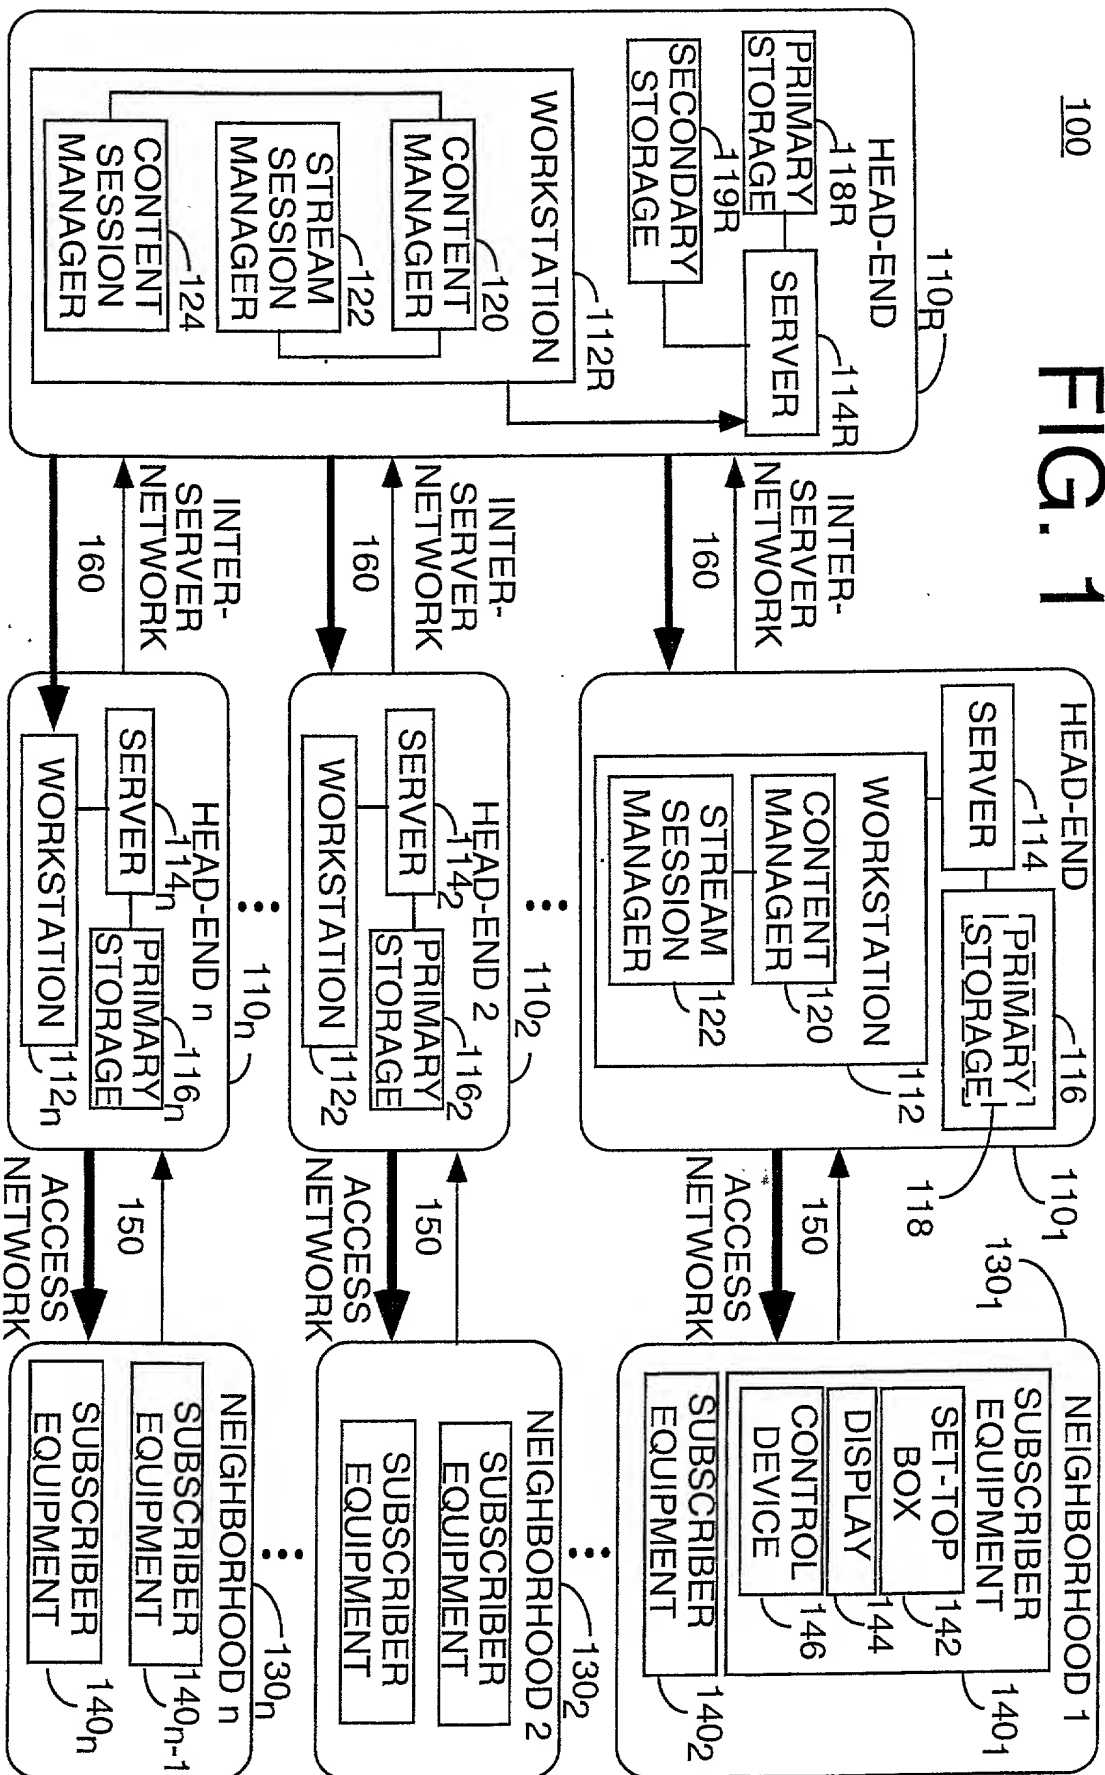 100
FIG. 1
HEAD-END
110R
PRIMARY
STORAGE
118R
SECONDARY
STORAGE
119R
SERVER
114R
WORKSTATION
112R
CONTENT
MANAGER
120
STREAM
SESSION
MANAGER
122
CONTENT
SESSION
MANAGER
124
INTER-
SERVER
NETWORK
160
INTER-
SERVER
NETWORK
160
INTER-
SERVER
NETWORK
160
HEAD-END
110₁
SERVER
114
PRIMARY
STORAGE
116
118
WORKSTATION
112
CONTENT
MANAGER
120
STREAM
SESSION
MANAGER
122
HEAD-END 2
110₂
SERVER
114₂
PRIMARY
STORAGE
116₂
WORKSTATION
112₂
HEAD-END n
110n
SERVER
114n
PRIMARY
STORAGE
116n
WORKSTATION
112n
150
ACCESS
NETWORK
150
ACCESS
NETWORK
150
ACCESS
NETWORK
130₁
NEIGHBORHOOD 1
SUBSCRIBER
EQUIPMENT
140₁
SET-TOP
BOX
142
DISPLAY
144
CONTROL
DEVICE
146
SUBSCRIBER
EQUIPMENT
140₂
NEIGHBORHOOD 2
130₂
SUBSCRIBER
EQUIPMENT
SUBSCRIBER
EQUIPMENT
NEIGHBORHOOD n
130n
SUBSCRIBER
EQUIPMENT
140n-1
SUBSCRIBER
EQUIPMENT
140n